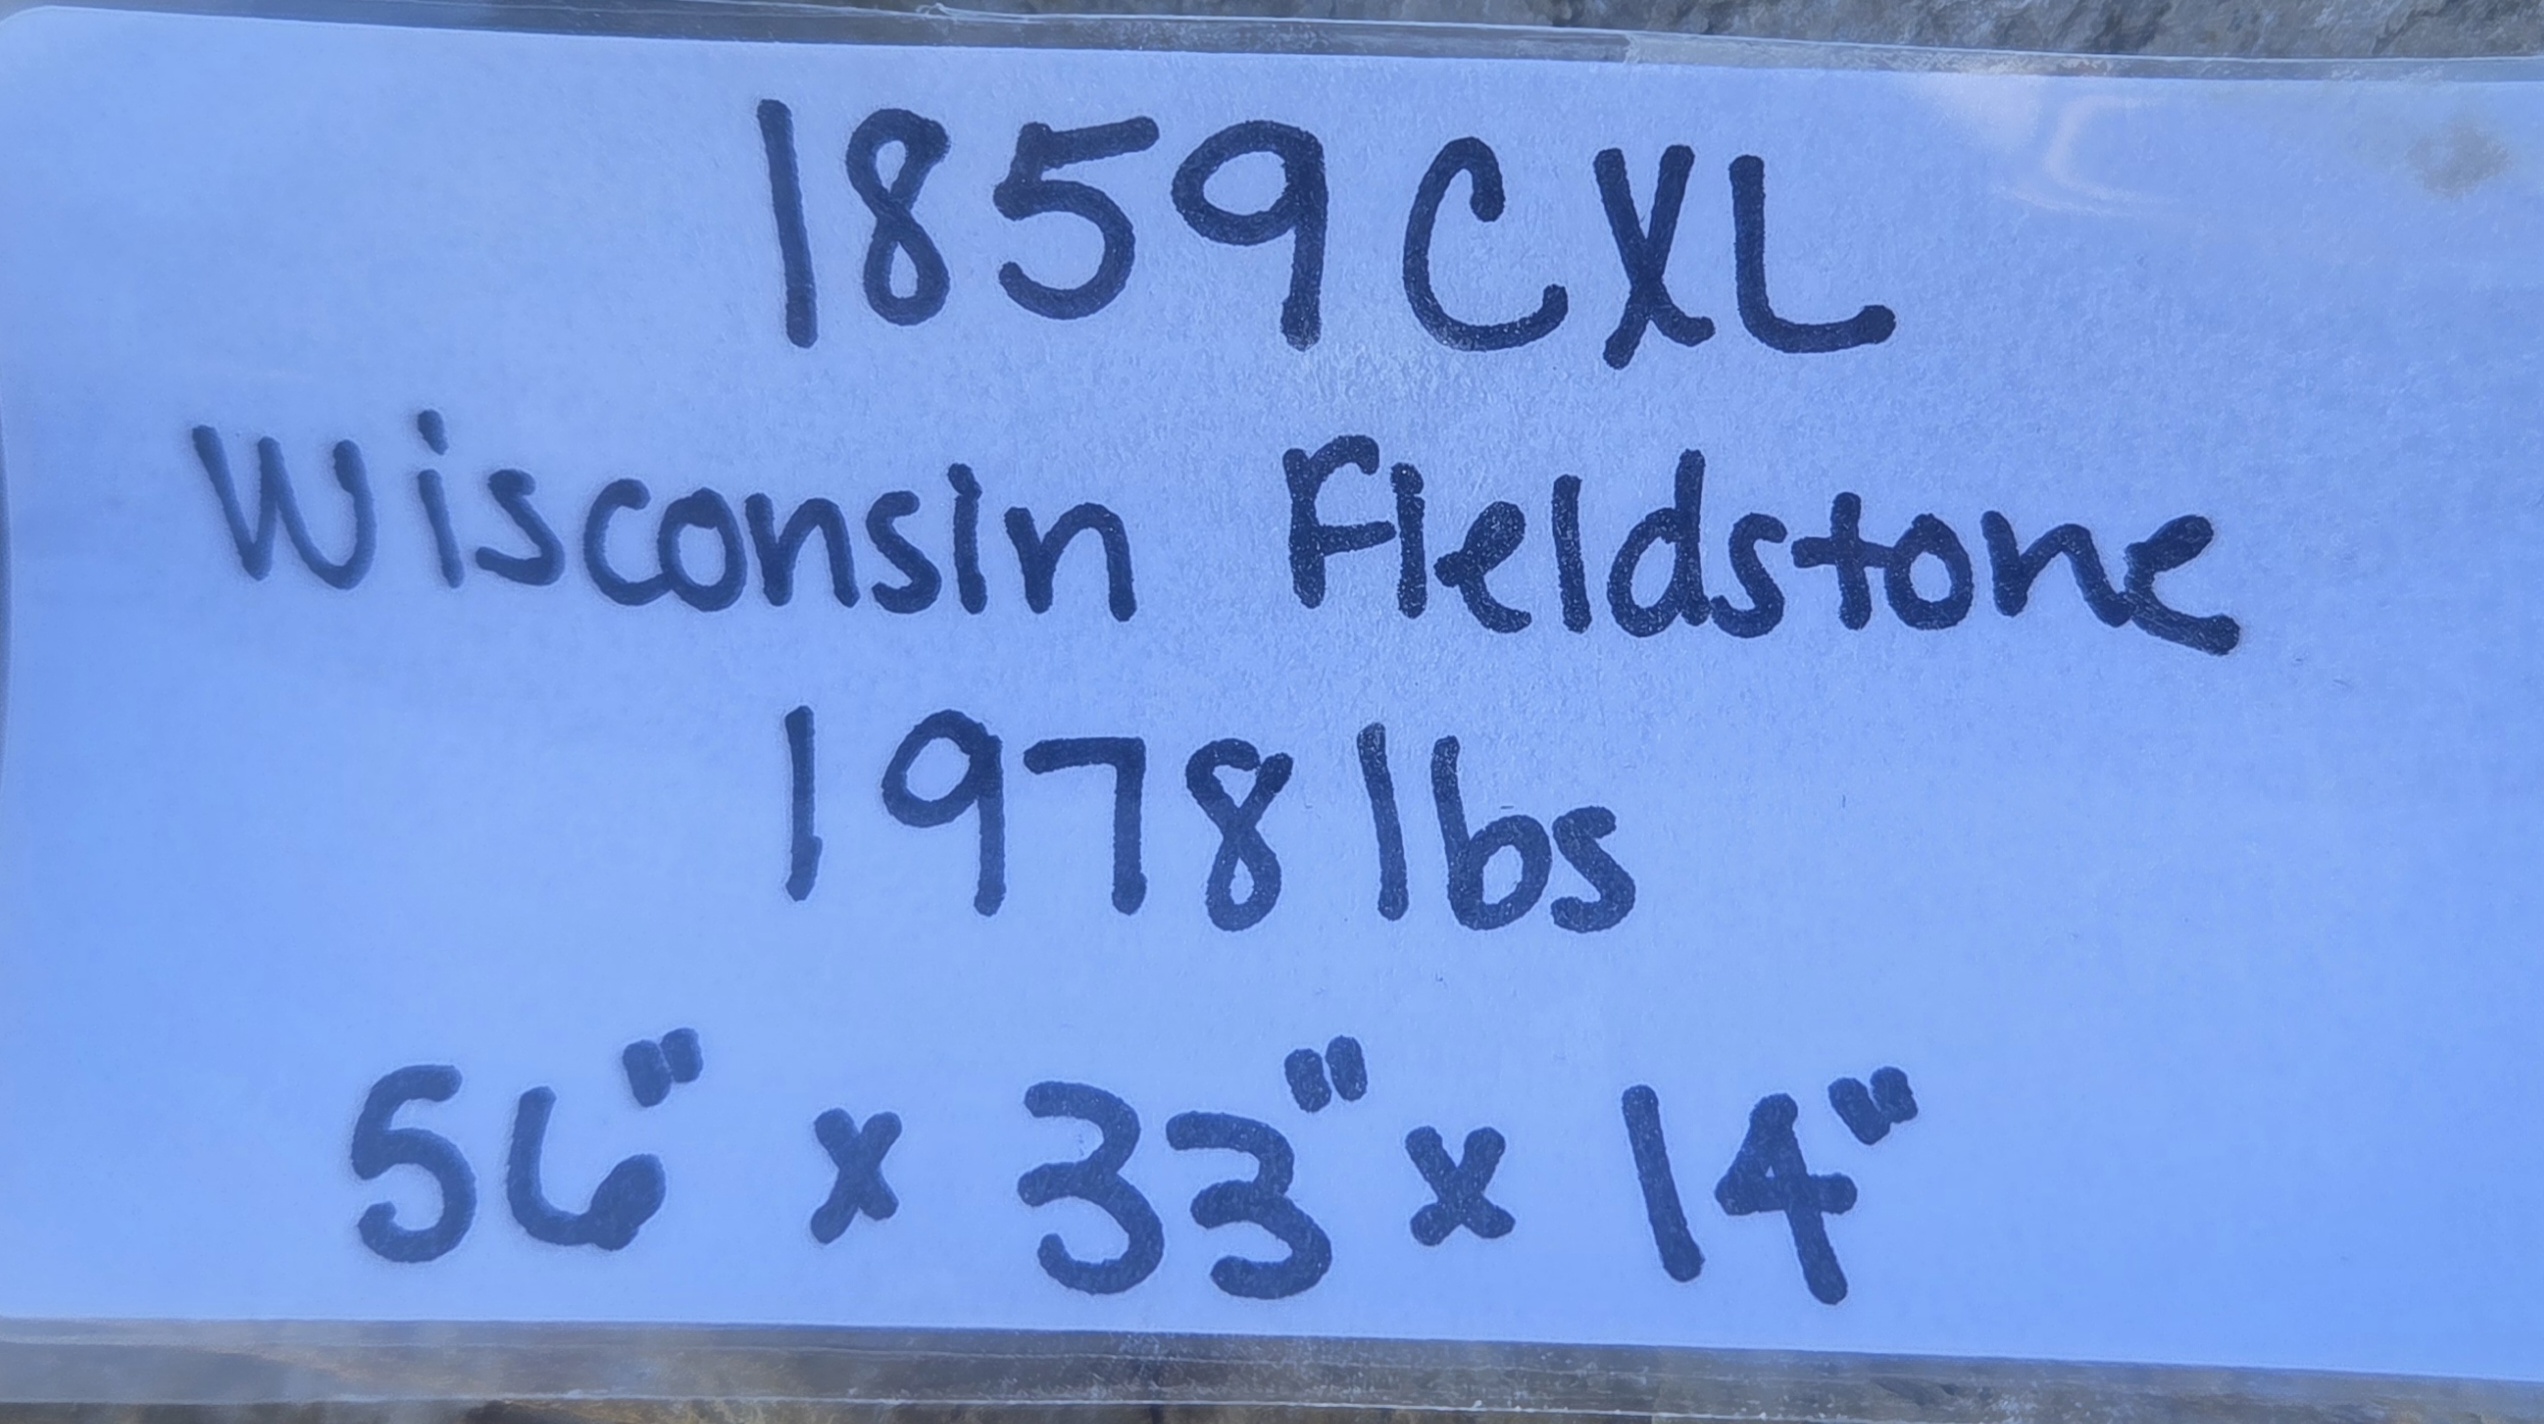 1859CXL
Wisconsin Fieldstone
1978 lbs
56" x 33" x 14"